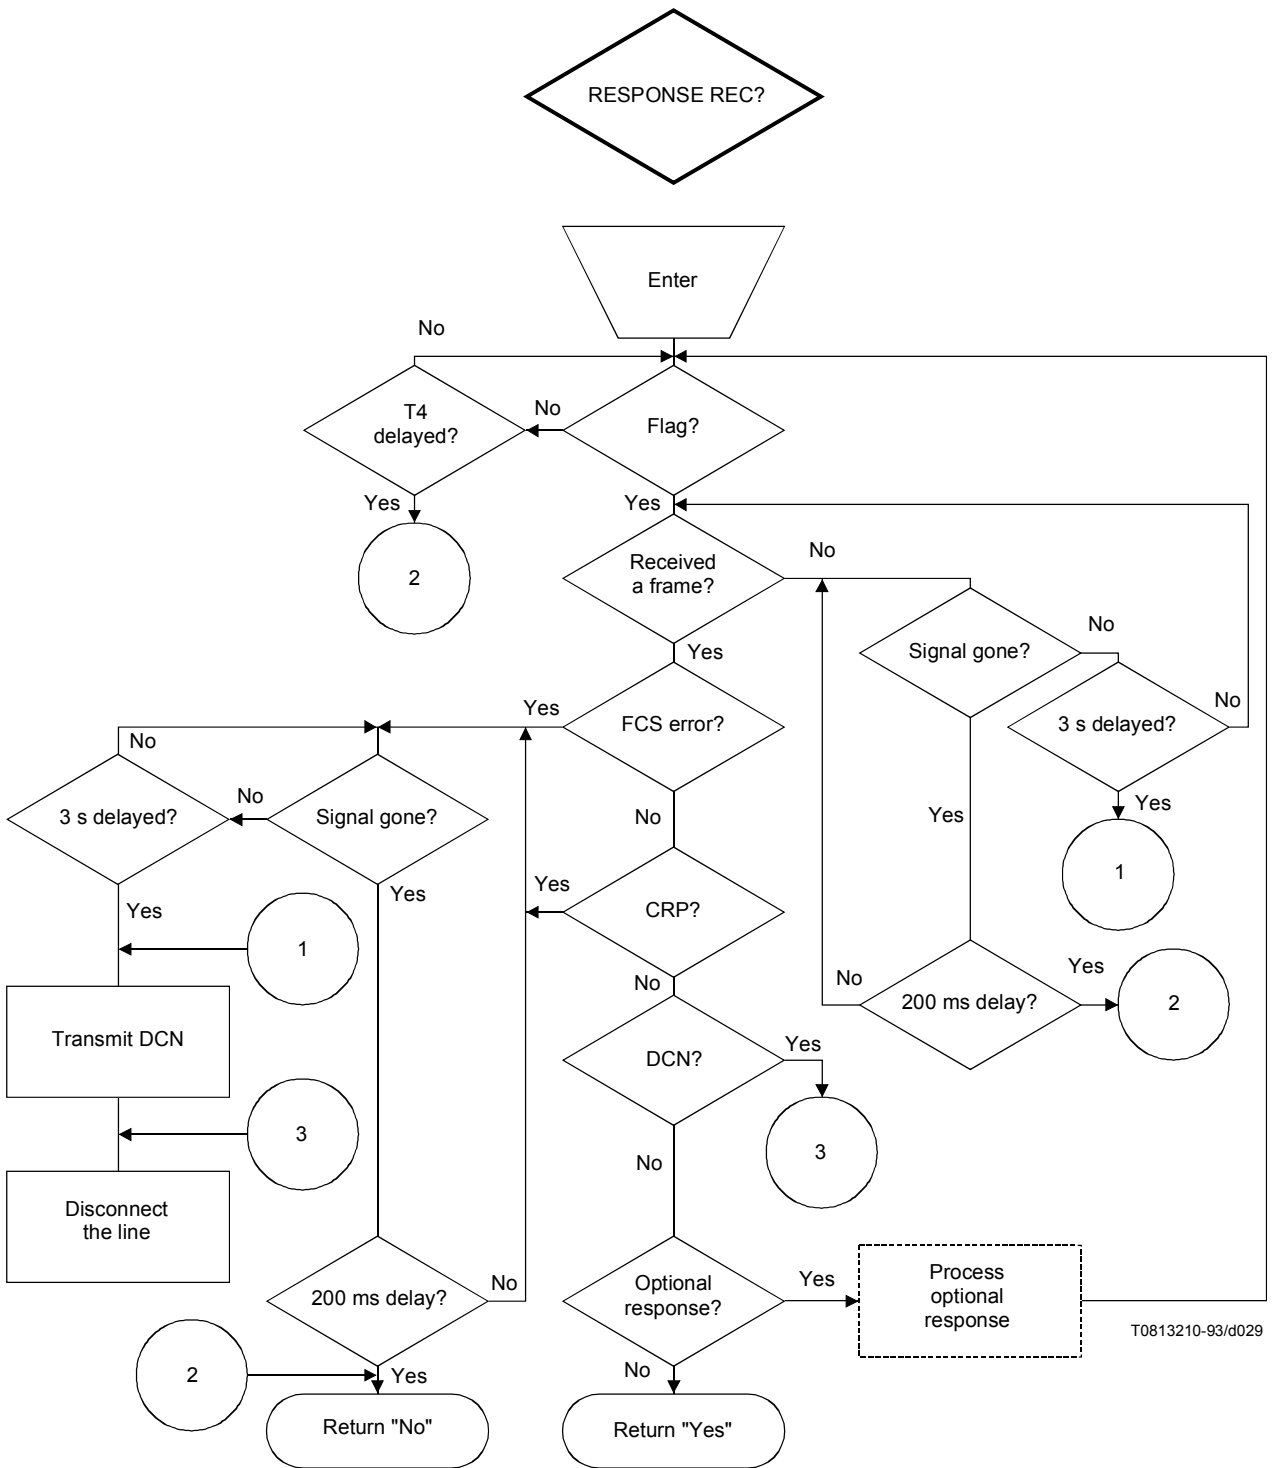 RESPONSE REC?
Enter
No
T4
delayed?
No
Flag?
Yes
Yes
2
Received
a frame?
No
Yes
Signal gone?
No
3 s delayed?
No
Yes
1
Yes
FCS error?
No
Yes
No
3 s delayed?
No
Signal gone?
Yes
Yes
CRP?
Yes
No
1
Transmit DCN
3
Disconnect
the line
No
200 ms delay?
Yes
2
DCN?
Yes
3
No
200 ms delay?
No
Yes
2
Return "No"
Optional
response?
Yes
Process
optional
response
No
Return "Yes"
T0813210-93/d029